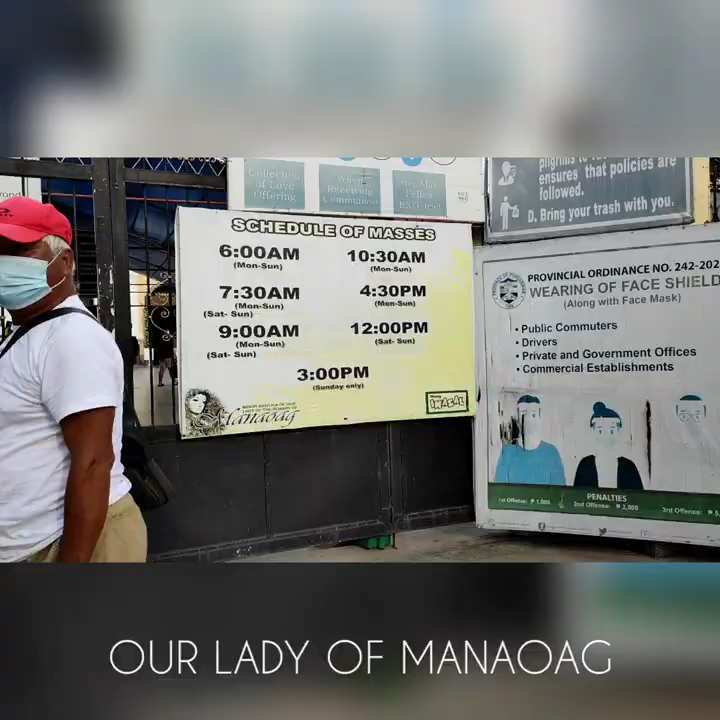 Collection
of Love
Offering
When
Receiving
Communion
ensures that policies are
followed.
D. Bring your trash with you.
SCHEDULE OF MASSES
6:00AM
(Mon-Sun)
10:30AM
(Mon-Sun)
7:30AM
(Mon-Sun)
(Sat- Sun)
4:30PM
(Mon-Sun)
9:00AM
(Mon-Sun)
(Sat- Sun)
12:00PM
(Sat- Sun)
3:00PM
(Sunday only)
Manaoag
INASAL
PROVINCIAL ORDINANCE NO. 242-202
WEARING OF FACE SHIELD
(Along with Face Mask)
• Public Commuters
• Drivers
• Private and Government Offices
• Commercial Establishments
PENALTIES
1st Offense: ₱ 1,000
2nd Offense: ₱ 2,500
3rd Offense: ₱ 5
OUR LADY OF MANAOAG